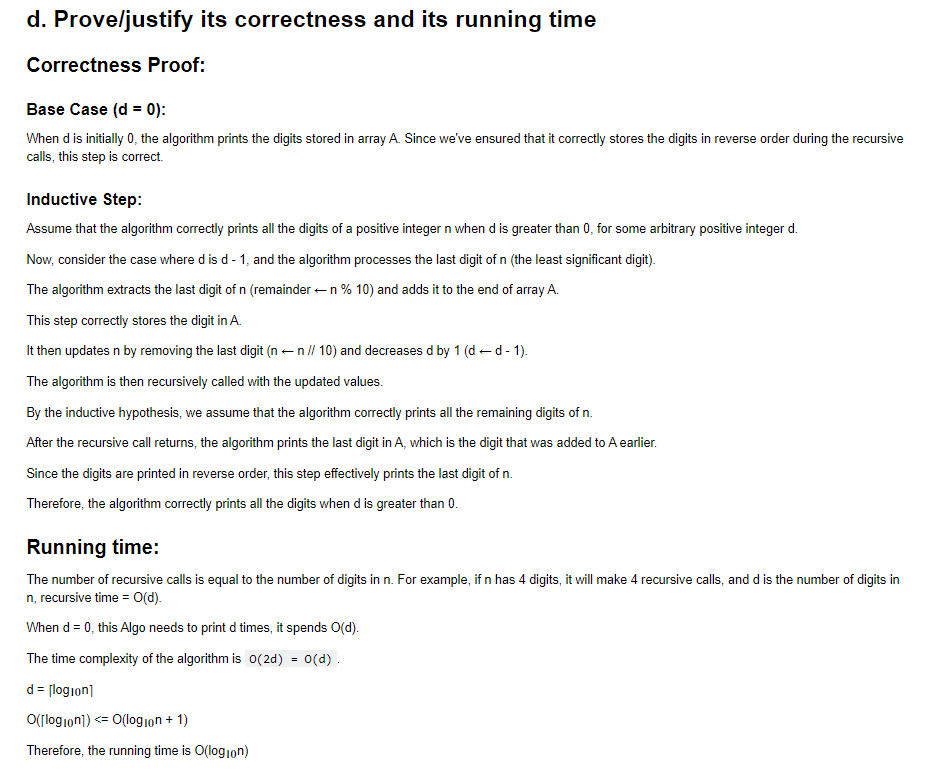 d. Prove/justify its correctness and its running time
Correctness Proof:
Base Case (d = 0):
When d is initially 0, the algorithm prints the digits stored in array A. Since we've ensured that it correctly stores the digits in reverse order during the recursive
calls, this step is correct.
Inductive Step:
Assume that the algorithm correctly prints all the digits of a positive integer n when d is greater than 0, for some arbitrary positive integer d.
Now, consider the case where d is d - 1, and the algorithm processes the last digit of n (the least significant digit).
The algorithm extracts the last digit of n (remainder ← n % 10) and adds it to the end of array A.
This step correctly stores the digit in A.
It then updates n by removing the last digit (n ← n // 10) and decreases d by 1 (d ← d - 1).
The algorithm is then recursively called with the updated values.
By the inductive hypothesis, we assume that the algorithm correctly prints all the remaining digits of n.
After the recursive call returns, the algorithm prints the last digit in A, which is the digit that was added to A earlier.
Since the digits are printed in reverse order, this step effectively prints the last digit of n.
Therefore, the algorithm correctly prints all the digits when d is greater than 0.
Running time:
The number of recursive calls is equal to the number of digits in n. For example, if n has 4 digits, it will make 4 recursive calls, and d is the number of digits in
n, recursive time = O(d).
When d = 0, this Algo needs to print d times, it spends O(d).
The time complexity of the algorithm is O(2d) = O(d) .
d = ⌈log₁₀n⌉
O(⌈log₁₀n⌉) <= O(log₁₀n + 1)
Therefore, the running time is O(log₁₀n)